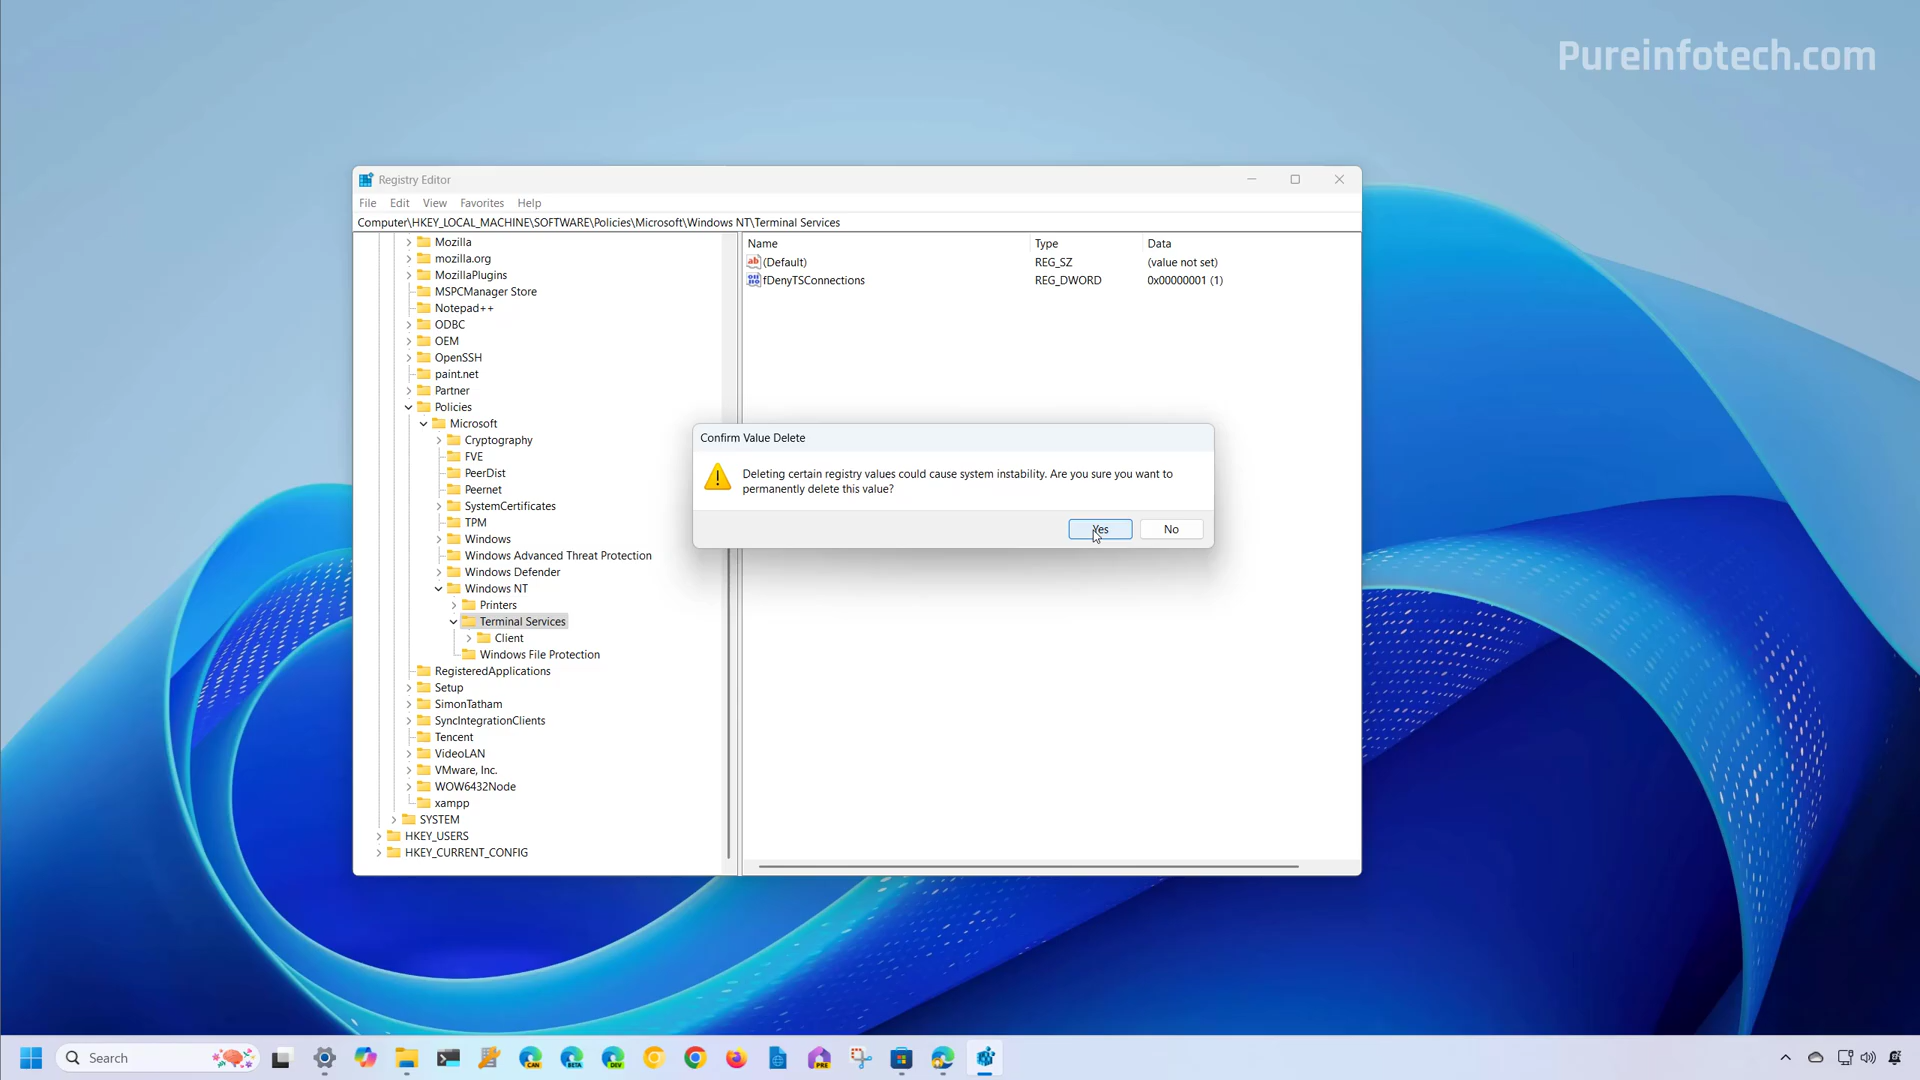 Pureinfotech.com
Registry Editor
File Edit View Favorites Help
Computer\HKEY_LOCAL_MACHINE\SOFTWARE\Policies\Microsoft\Windows NT\Terminal Services
Mozilla
mozilla.org
MozillaPlugins
MSPCManager Store
Notepad++
ODBC
OEM
OpenSSH
paint.net
Partner
Policies
Microsoft
Cryptography
FVE
PeerDist
Peernet
SystemCertificates
TPM
Windows
Windows Advanced Threat Protection
Windows Defender
Windows NT
Printers
Terminal Services
Client
Windows File Protection
RegisteredApplications
Setup
SimonTatham
SyncIntegrationClients
Tencent
VideoLAN
VMware, Inc.
WOW6432Node
xampp
SYSTEM
HKEY_USERS
HKEY_CURRENT_CONFIG
Name Type Data
(Default) REG_SZ (value not set)
fDenyTSConnections REG_DWORD 0x00000001 (1)
Confirm Value Delete
Deleting certain registry values could cause system instability. Are you sure you want to
permanently delete this value?
Yes No
Search
CAN
BETA
DEV
PRE